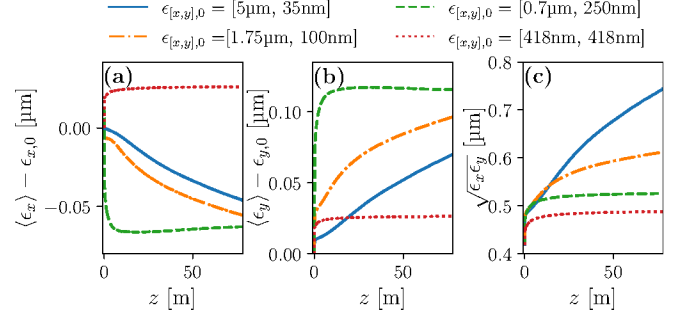 ϵ[x,y],0 = [5μm, 35nm]
ϵ[x,y],0 = [0.7μm, 250nm]
ϵ[x,y],0 =[1.75μm, 100nm]
ϵ[x,y],0 = [418nm, 418nm]
(a)
(b)
(c)
⟨ϵx⟩ − ϵx,0 [μm]
0.00
−0.05
0 50
z [m]
⟨ϵy⟩ − ϵy,0 [μm]
0.10
0.05
0.00
0 50
z [m]
√ϵxϵy [μm]
0.8
0.7
0.6
0.5
0.4
0 50
z [m]